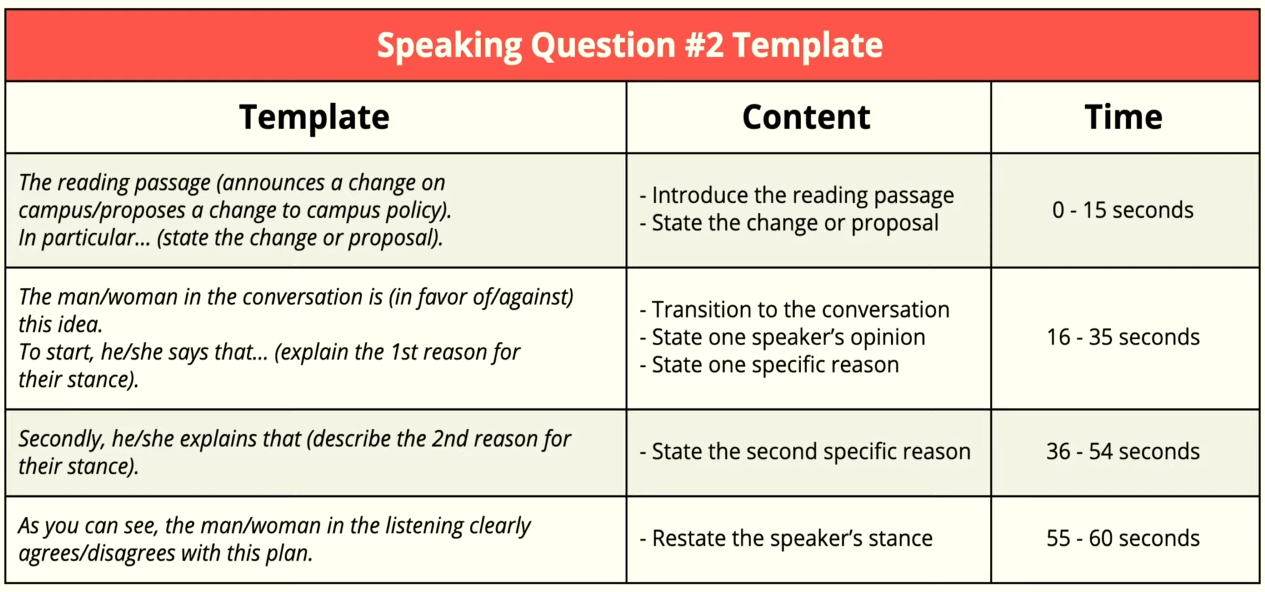 Speaking Question #2 Template
Template
Content
Time
The reading passage (announces a change on
campus/proposes a change to campus policy).
In particular... (state the change or proposal).
- Introduce the reading passage
- State the change or proposal
0 - 15 seconds
The man/woman in the conversation is (in favor of/against)
this idea.
To start, he/she says that... (explain the 1st reason for
their stance).
- Transition to the conversation
- State one speaker's opinion
- State one specific reason
16 - 35 seconds
Secondly, he/she explains that (describe the 2nd reason for
their stance).
- State the second specific reason
36 - 54 seconds
As you can see, the man/woman in the listening clearly
agrees/disagrees with this plan.
- Restate the speaker's stance
55 - 60 seconds